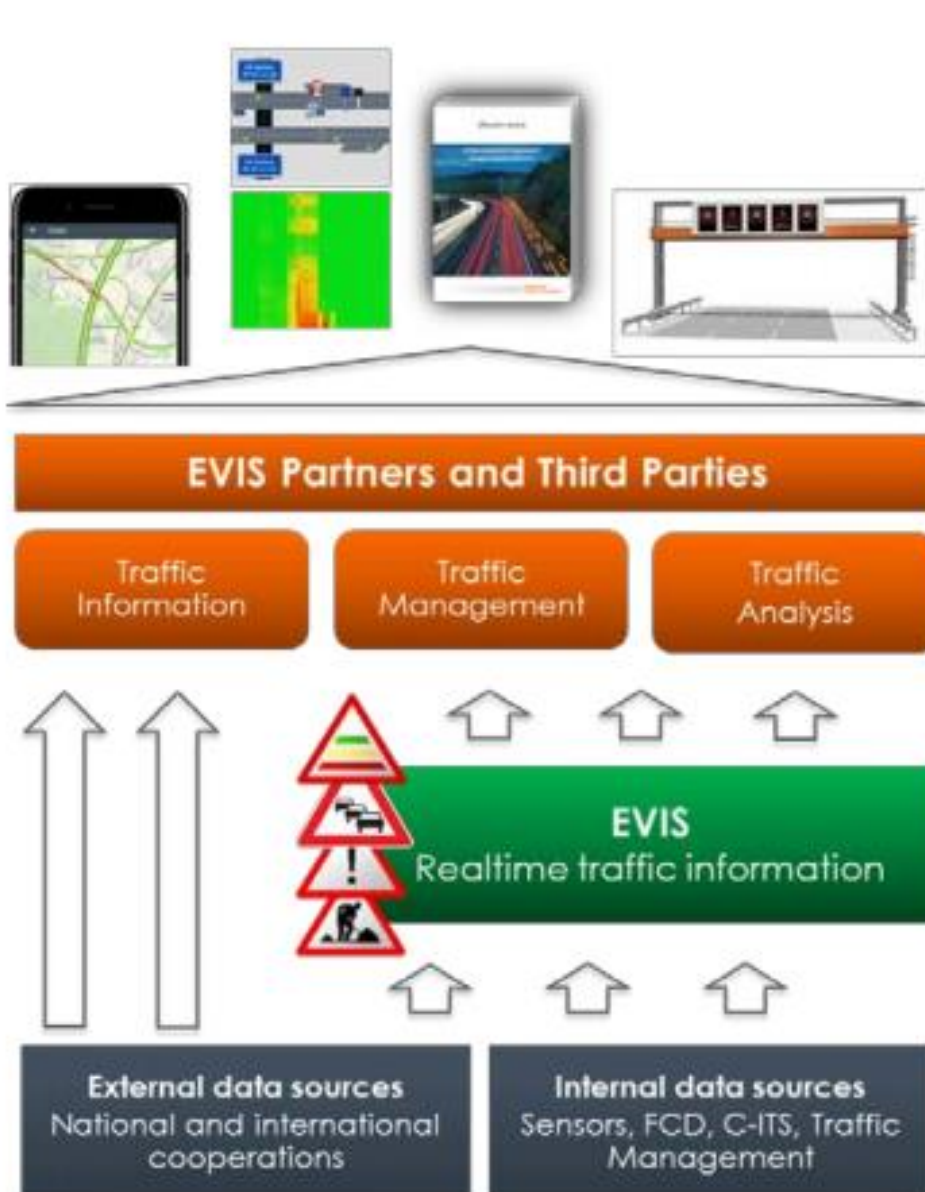 EVIS Partners and Third Parties
Traffic
Information
Traffic
Management
Traffic
Analysis
EVIS
Realtime traffic information
External data sources
National and international
cooperations
Internal data sources
Sensors, FCD, C-ITS, Traffic
Management